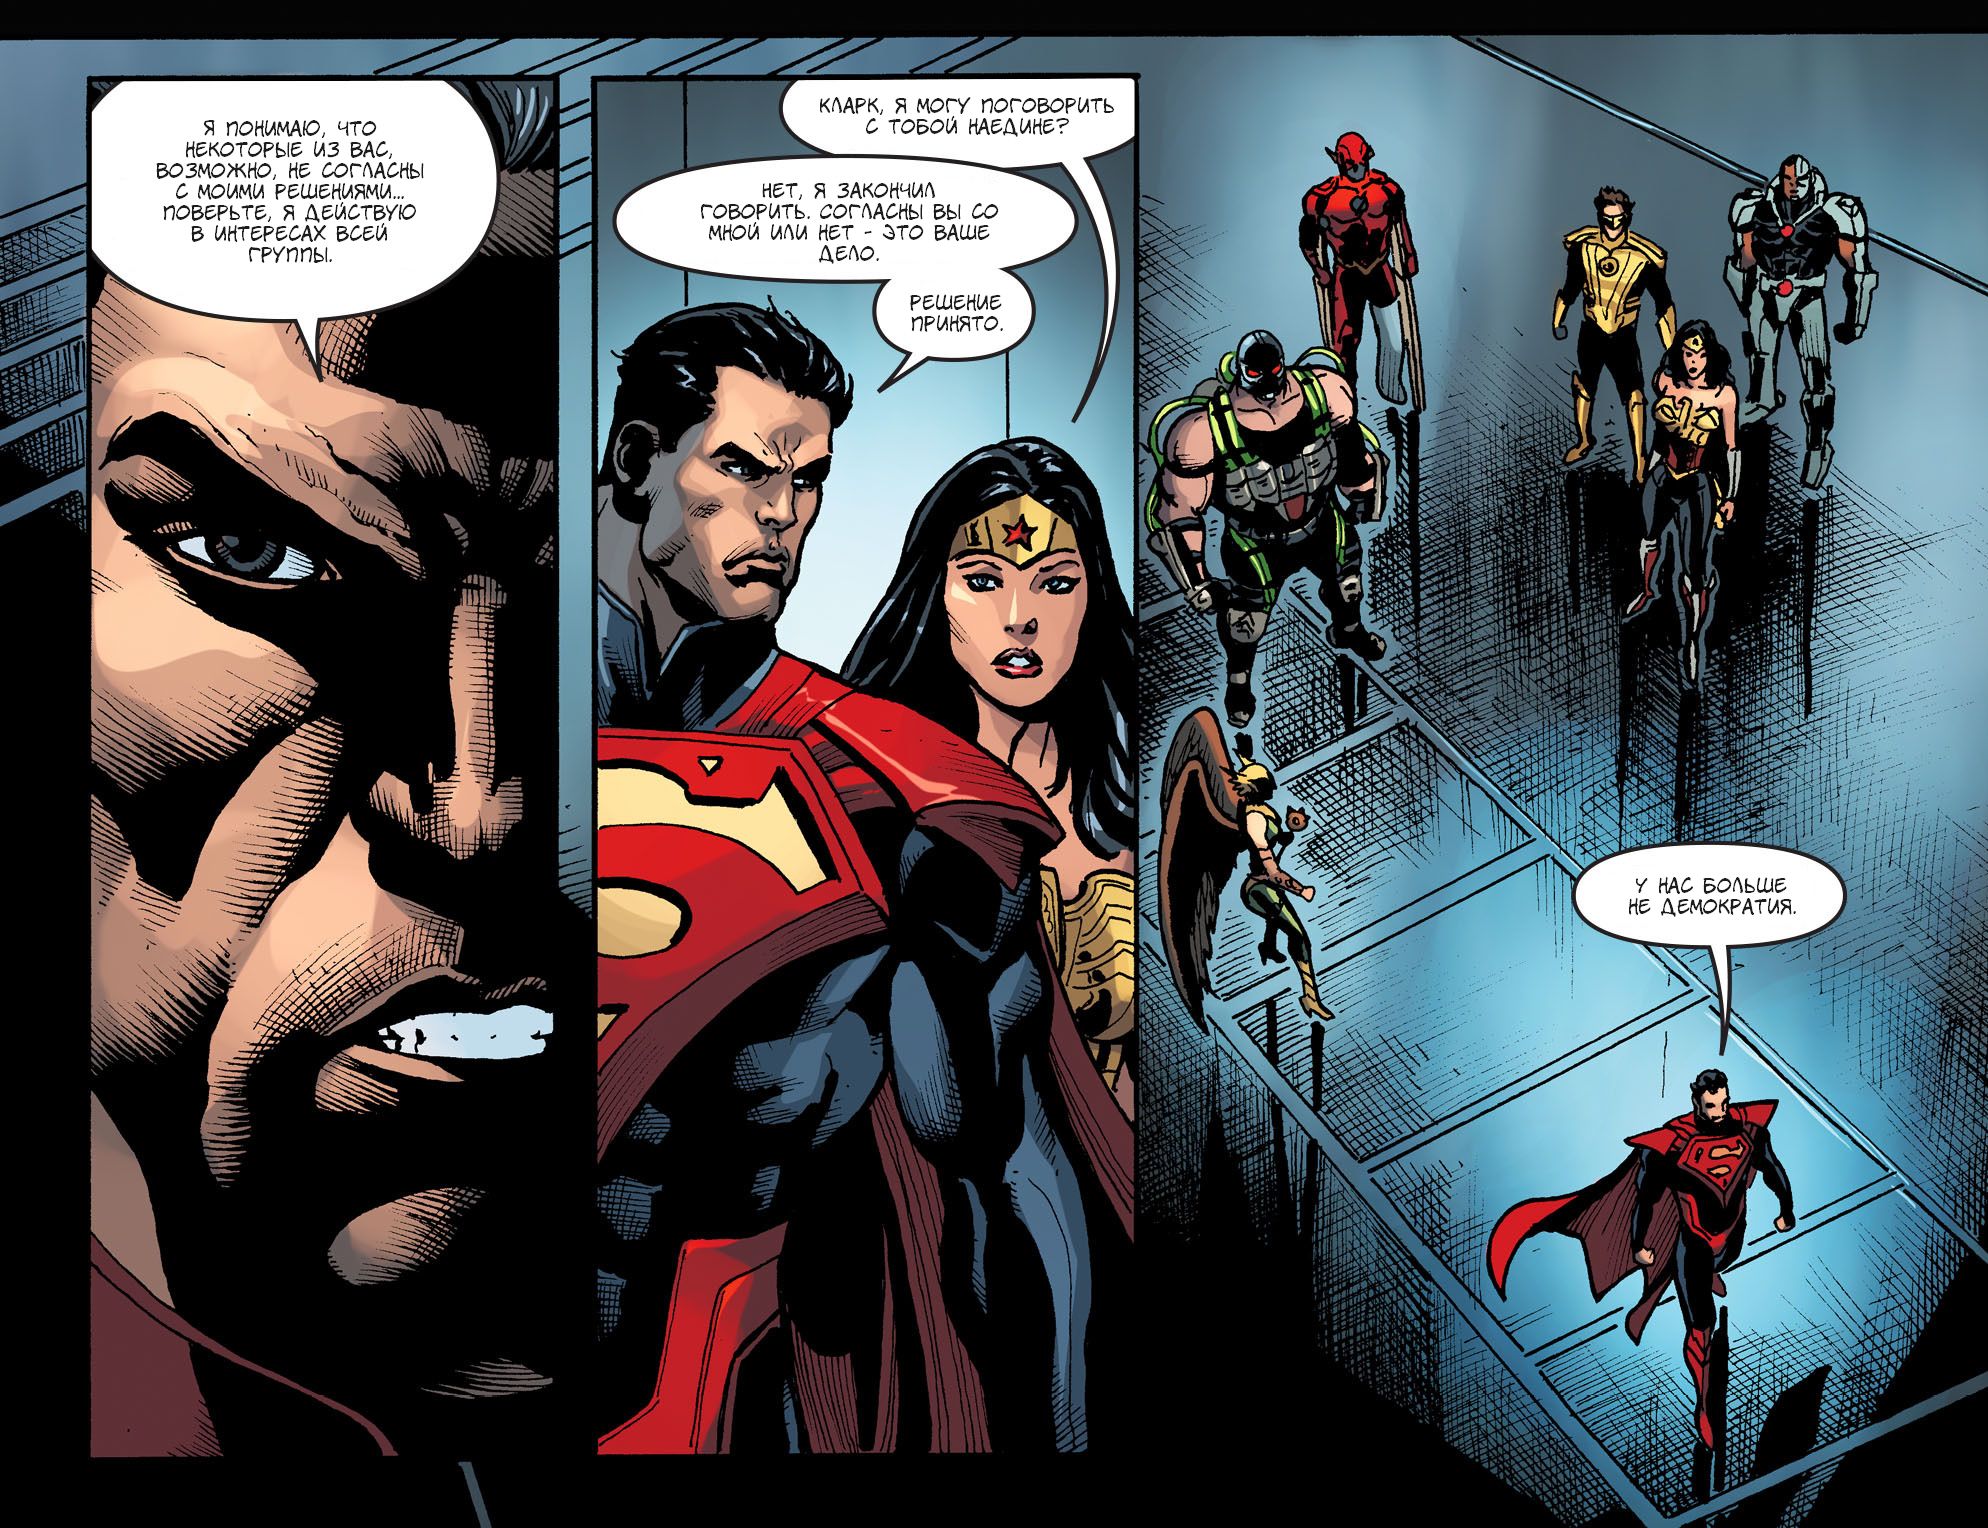 Я ПОНИМАЮ, ЧТО
НЕКОТОРЫЕ ИЗ ВАС,
ВОЗМОЖНО, НЕ СОГЛАСНЫ
С МОИМИ РЕШЕНИЯМИ...
ПОВЕРЬТЕ, Я ДЕЙСТВУЮ
В ИНТЕРЕСАХ ВСЕЙ
ГРУППЫ.
КЛАРК, Я МОГУ ПОГОВОРИТЬ
С ТОБОЙ НАЕДИНЕ?
НЕТ, Я ЗАКОНЧИЛ
ГОВОРИТЬ. СОГЛАСНЫ ВЫ СО
МНОЙ ИЛИ НЕТ - ЭТО ВАШЕ
ДЕЛО.
РЕШЕНИЕ
ПРИНЯТО.
У НАС БОЛЬШЕ
НЕ ДЕМОКРАТИЯ.